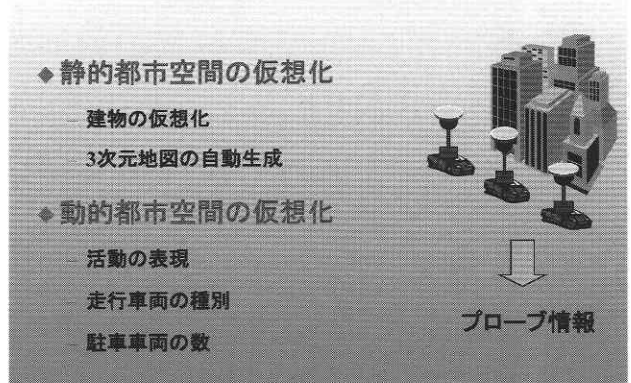 ◆静的都市空間の仮想化
– 建物の仮想化
– 3次元地図の自動生成
◆動的都市空間の仮想化
– 活動の表現
– 走行車両の種別
– 駐車車両の数
プローブ情報